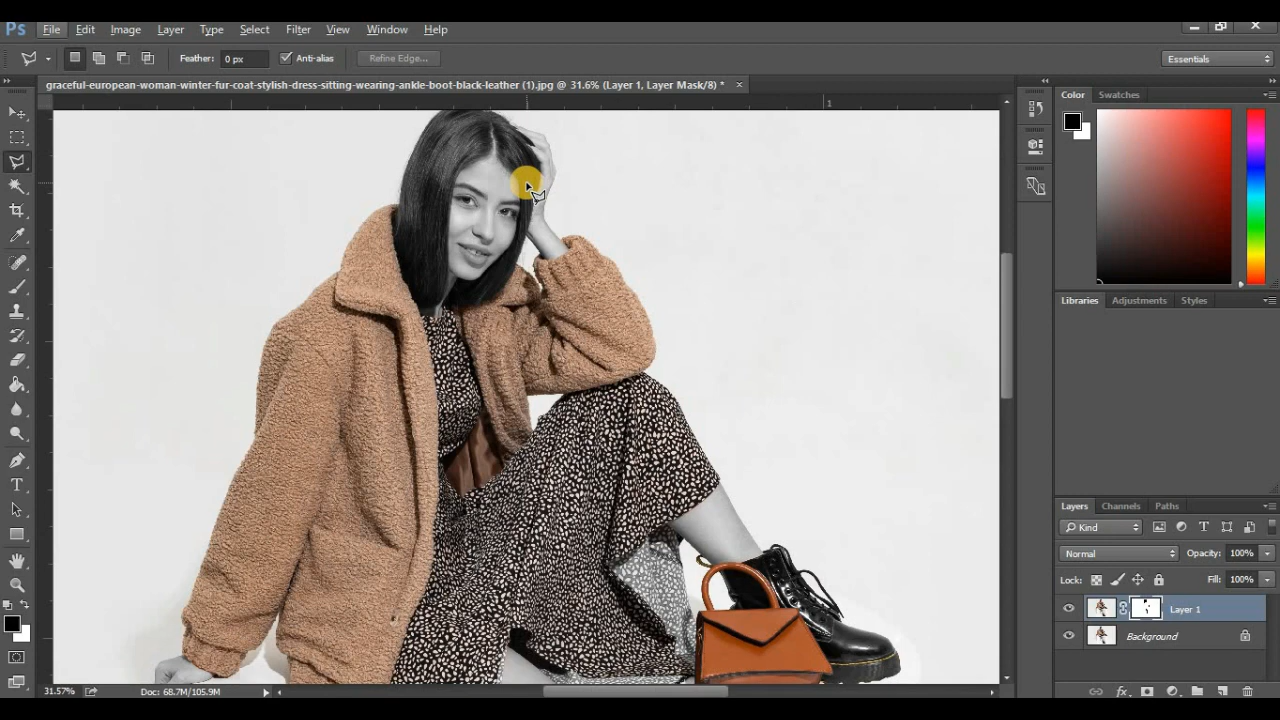 Ps File Edit Image Layer Type Select Filter View Window Help
Feather: 0 px Anti-alias Refine Edge... Essentials
graceful-european-woman-winter-fur-coat-stylish-dress-sitting-wearing-ankle-boot-black-leather (1).jpg @ 31.6% (Layer 1, Layer Mask/8) * ×
1
Color Swatches
Libraries Adjustments Styles
Layers Channels Paths
Kind
Normal Opacity: 100%
Lock: Fill: 100%
Layer 1
Background
31.57% Doc: 68.7M/105.9M